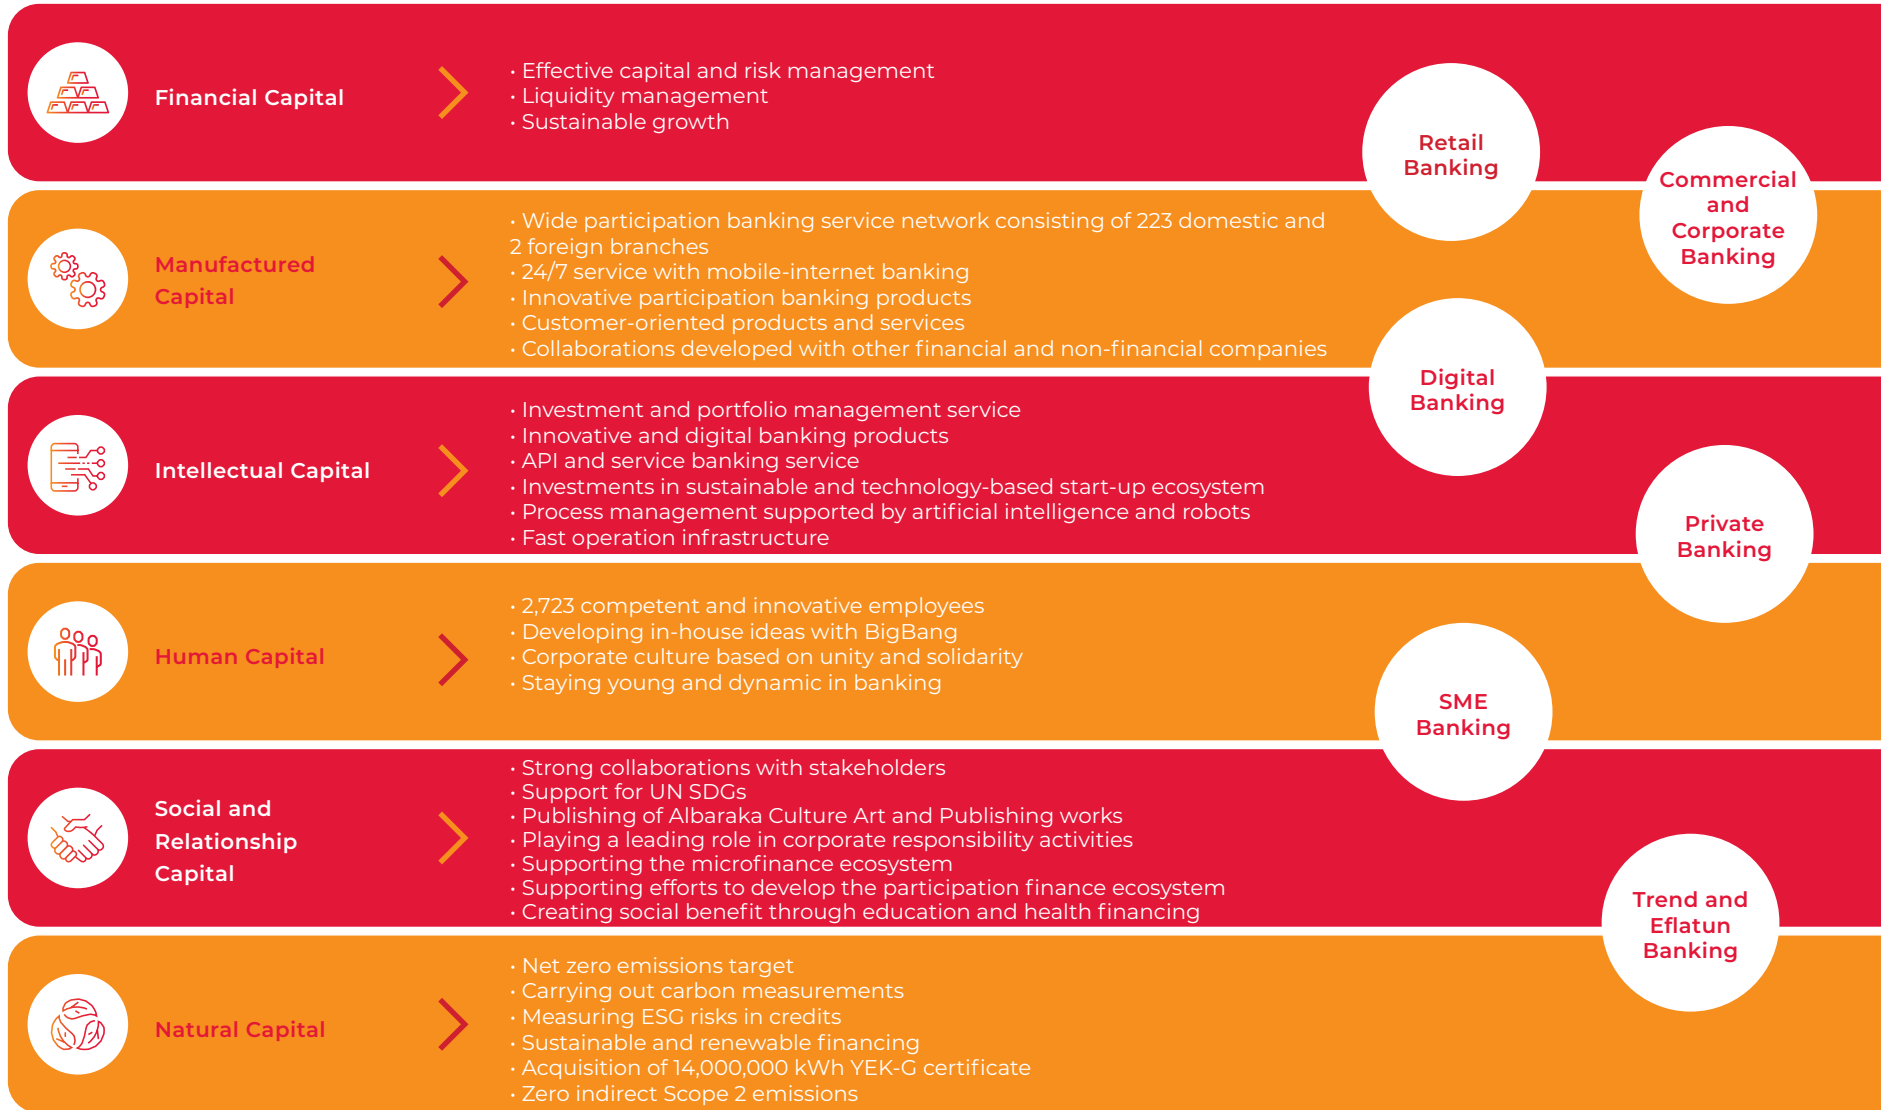 Financial Capital
• Effective capital and risk management
• Liquidity management
• Sustainable growth
Retail
Banking
Commercial
and
Corporate
Banking
Manufactured
Capital
• Wide participation banking service network consisting of 223 domestic and
2 foreign branches
• 24/7 service with mobile-internet banking
• Innovative participation banking products
• Customer-oriented products and services
• Collaborations developed with other financial and non-financial companies
Digital
Banking
Intellectual Capital
• Investment and portfolio management service
• Innovative and digital banking products
• API and service banking service
• Investments in sustainable and technology-based start-up ecosystem
• Process management supported by artificial intelligence and robots
• Fast operation infrastructure
Private
Banking
Human Capital
• 2,723 competent and innovative employees
• Developing in-house ideas with BigBang
• Corporate culture based on unity and solidarity
• Staying young and dynamic in banking
SME
Banking
Social and
Relationship
Capital
• Strong collaborations with stakeholders
• Support for UN SDGs
• Publishing of Albaraka Culture Art and Publishing works
• Playing a leading role in corporate responsibility activities
• Supporting the microfinance ecosystem
• Supporting efforts to develop the participation finance ecosystem
• Creating social benefit through education and health financing
Trend and
Eflatun
Banking
Natural Capital
• Net zero emissions target
• Carrying out carbon measurements
• Measuring ESG risks in credits
• Sustainable and renewable financing
• Acquisition of 14,000,000 kWh YEK-G certificate
• Zero indirect Scope 2 emissions